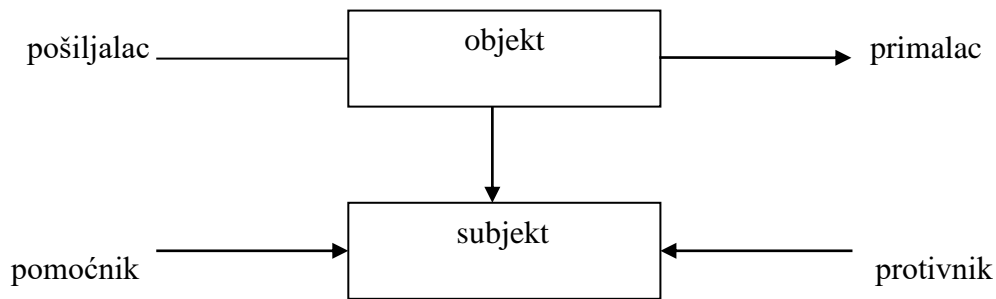 pošiljalac
objekt
primalac
pomoćnik
subjekt
protivnik